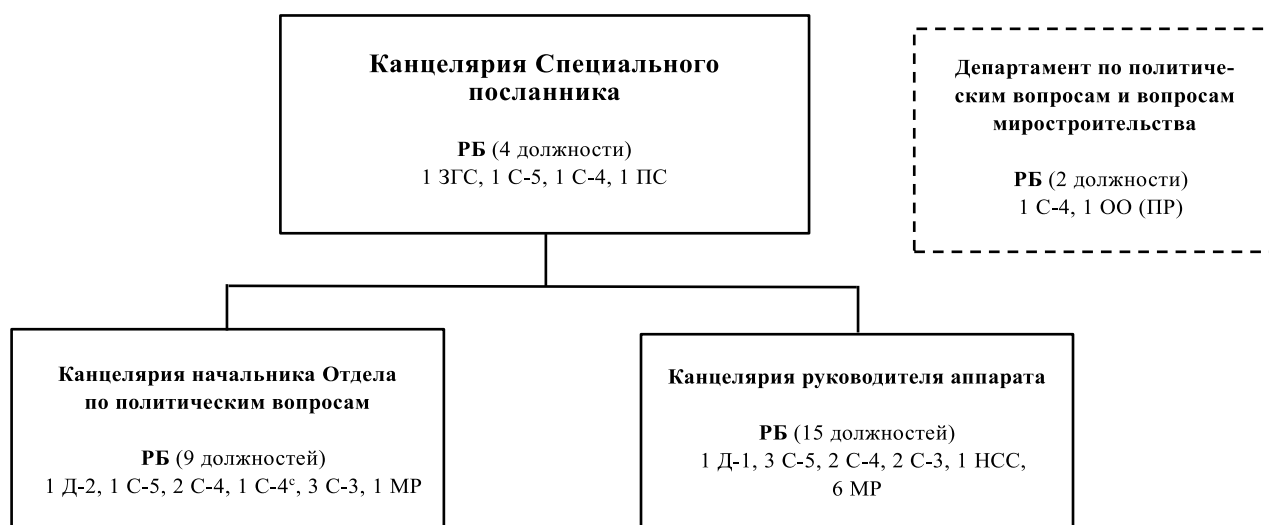 Канцелярия Специального
посланника
РБ (4 должности)
1 ЗГС, 1 С-5, 1 С-4, 1 ПС
Департамент по политиче-
ским вопросам и вопросам
миростроительства
РБ (2 должности)
1 С-4, 1 ОО (ПР)
Канцелярия начальника Отдела
по политическим вопросам
РБ (9 должностей)
1 Д-2, 1 С-5, 2 С-4, 1 С-4ᶜ, 3 С-3, 1 МР
Канцелярия руководителя аппарата
РБ (15 должностей)
1 Д-1, 3 С-5, 2 С-4, 2 С-3, 1 НСС,
6 МР